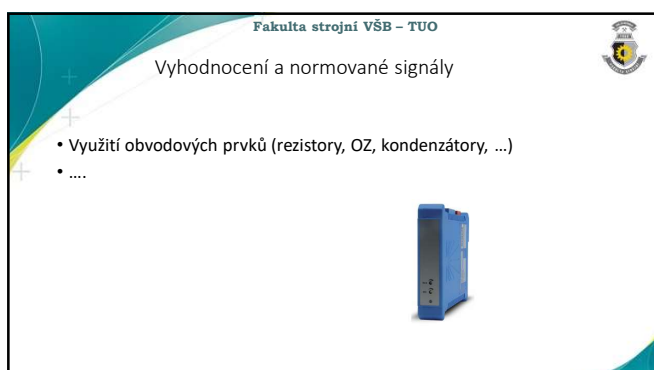 Fakulta strojní VŠB – TUO
Vyhodnocení a normované signály
• Využití obvodových prvků (rezistory, OZ, kondenzátory, …)
• ….